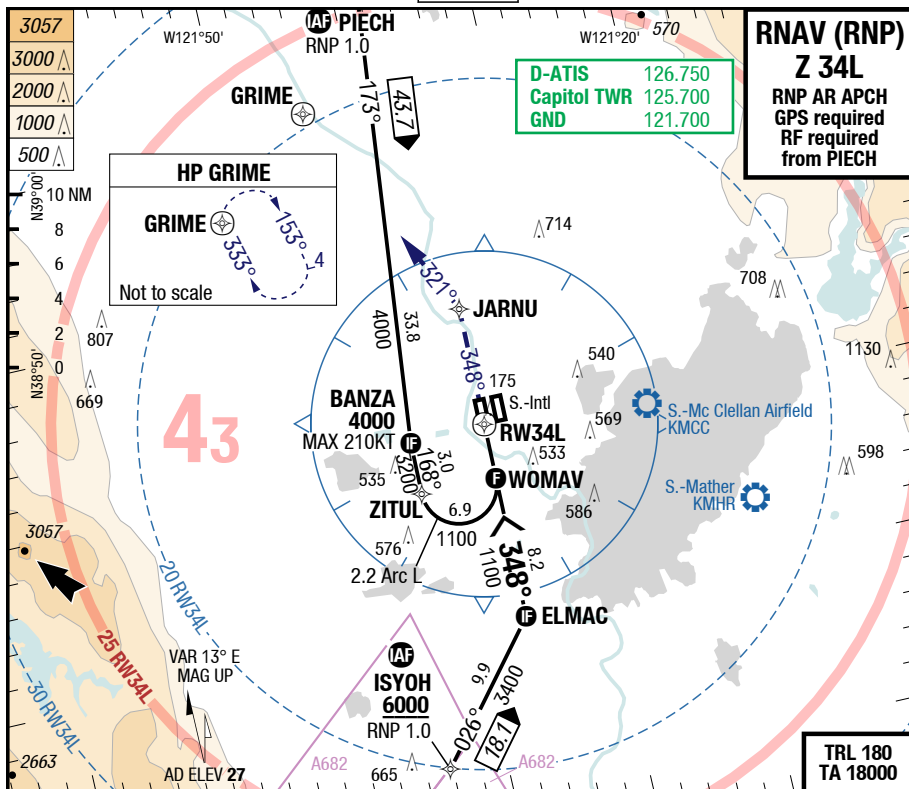 3057
3000
2000
1000
500
IAF PIECH
RNP 1.0
W121°50'
W121°20'
570
RNAV (RNP)
Z 34L
RNP AR APCH
GPS required
RF required
from PIECH
D-ATIS 126.750
Capitol TWR 125.700
GND 121.700
GRIME
173°
43.7
HP GRIME
GRIME
153°
333°
4
Not to scale
N39°00'
10 NM
8
6
4
2
0
N38°50'
807
669
714
708
321°
JARNU
4000
33.8
348°
540
1130
175
S.-Intl
BANZA
4000
MAX 210KT
IF
RW34L
569
S.-Mc Clellan Airfield
KMCC
43
168°
3.0
3200
535
533
598
F WOMAV
S.-Mather
KMHR
586
ZITUL
6.9
1100
576
2.2 Arc L
348°
8.2
1100
3057
20 RW34L
25 RW34L
30 RW34L
IF ELMAC
IAF
ISYOH
6000
RNP 1.0
9.9
3400
026°
18.1
VAR 13° E
MAG UP
AD ELEV 27
2663
A682
A682
665
TRL 180
TA 18000